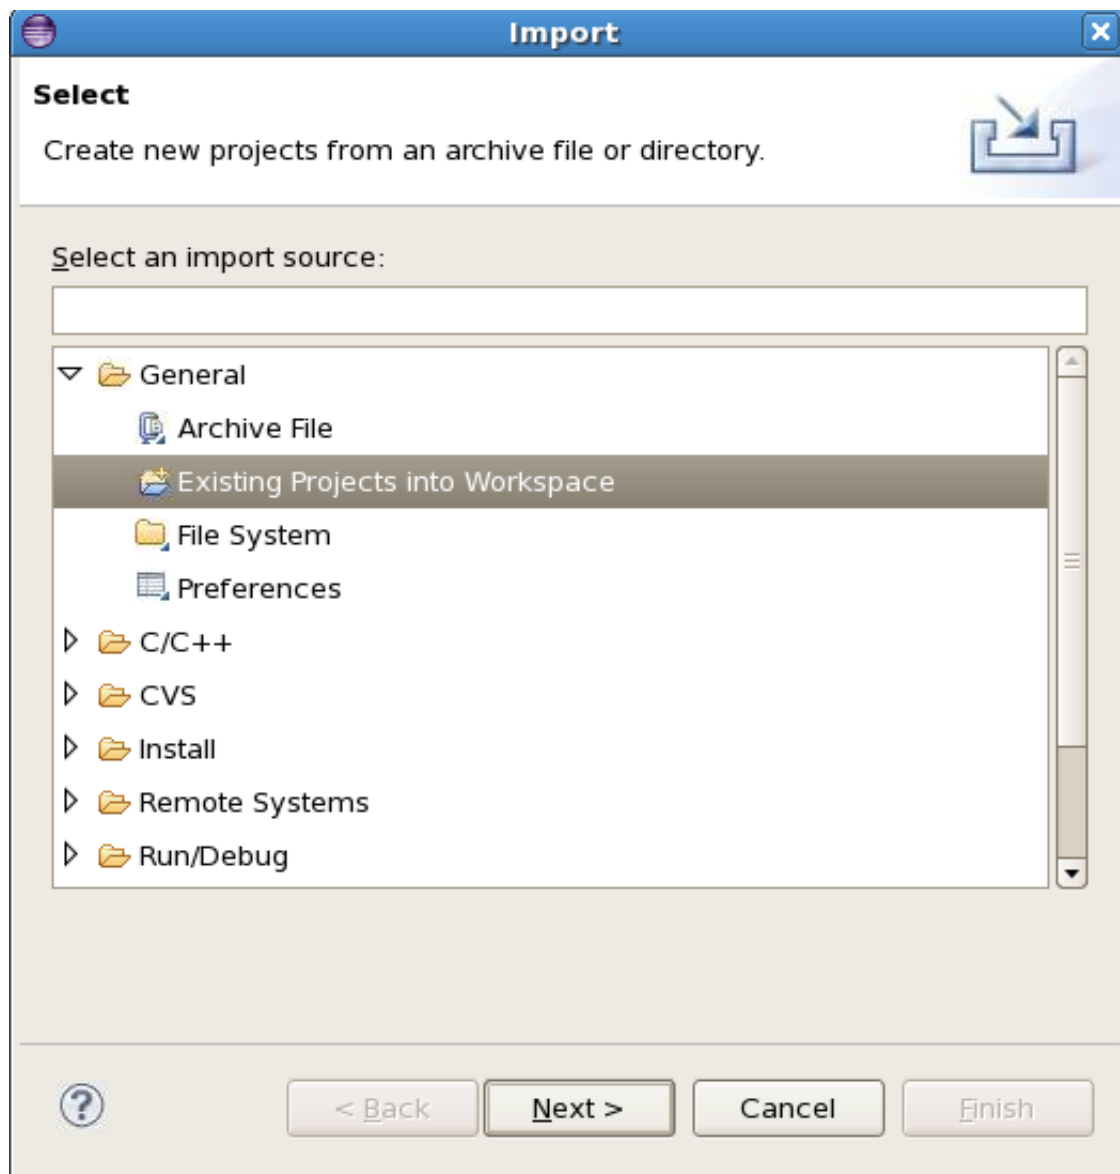 Import
Select
Create new projects from an archive file or directory.
Select an import source:
General
Archive File
Existing Projects into Workspace
File System
Preferences
C/C++
CVS
Install
Remote Systems
Run/Debug
? < Back Next > Cancel Finish